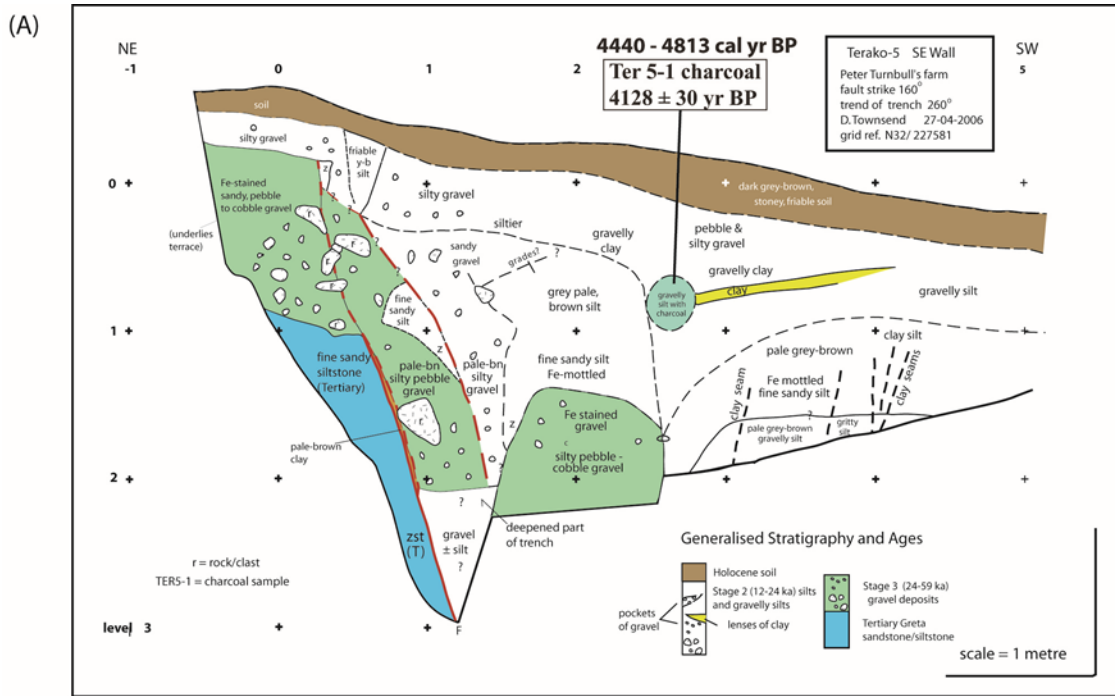 (A)
NE
SW
-1
0
1
2
5
4440 - 4813 cal yr BP
Ter 5-1 charcoal
4128 ± 30 yr BP
Terako-5 SE Wall
Peter Turnbull's farm
fault strike 160°
trend of trench 260°
D.Townsend 27-04-2006
grid ref. N32/ 227581
soil
silty gravel
friable
y-b
silt
z
dark grey-brown,
stoney, friable soil
0
Fe-stained
sandy, pebble
to cobble gravel
(underlies
terrace)
silty gravel
siltier
?
?
?
sandy
gravel
grades?
?
gravelly
clay
pebble &
silty gravel
gravelly clay
clay
gravelly silt
gravelly
silt with
charcoal
grey pale,
brown silt
r
r
r
r
fine
sandy
silt
1
z
fine sandy
siltstone
(Tertiary)
pale-bn
silty pebble
gravel
r
pale-bn
silty
gravel
z
fine sandy silt
Fe-mottled
Fe stained
gravel
c
silty pebble -
cobble gravel
pale grey-brown
clay silt
clay seams
clay seam
Fe mottled
fine sandy silt
?
pale grey-brown
gravelly silt
gritty
silt
pale-brown
clay
2
?
?
deepened part
of trench
zst
(T)
gravel
± silt
?
r = rock/clast
TER5-1 = charcoal sample
level 3
F
Generalised Stratigraphy and Ages
Holocene soil
Stage 2 (12-24 ka) silts
and gravelly silts
pockets
of gravel
lenses of clay
Stage 3 (24-59 ka)
gravel deposits
Tertiary Greta
sandstone/siltstone
scale = 1 metre